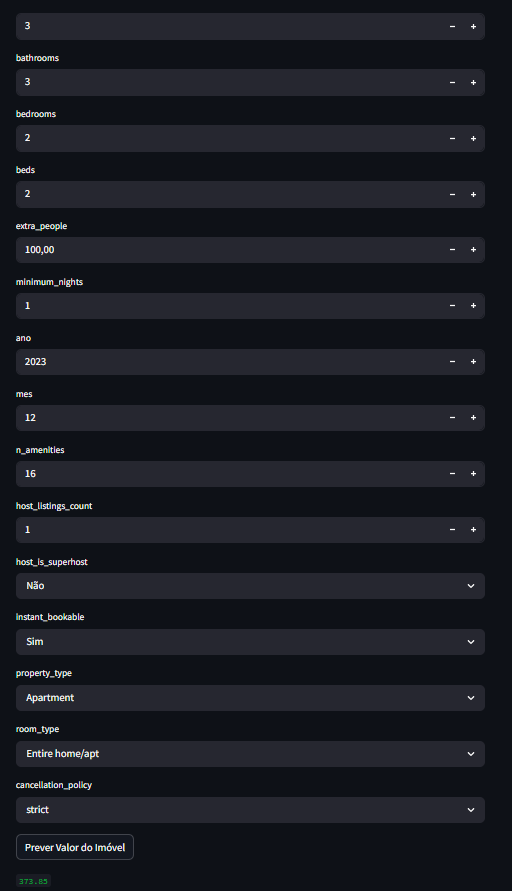 3
bathrooms
3
bedrooms
2
beds
2
extra_people
100,00
minimum_nights
1
ano
2023
mes
12
n_amenities
16
host_listings_count
1
host_is_superhost
Não
instant_bookable
Sim
property_type
Apartment
room_type
Entire home/apt
cancellation_policy
strict
Prever Valor do Imóvel
373.85